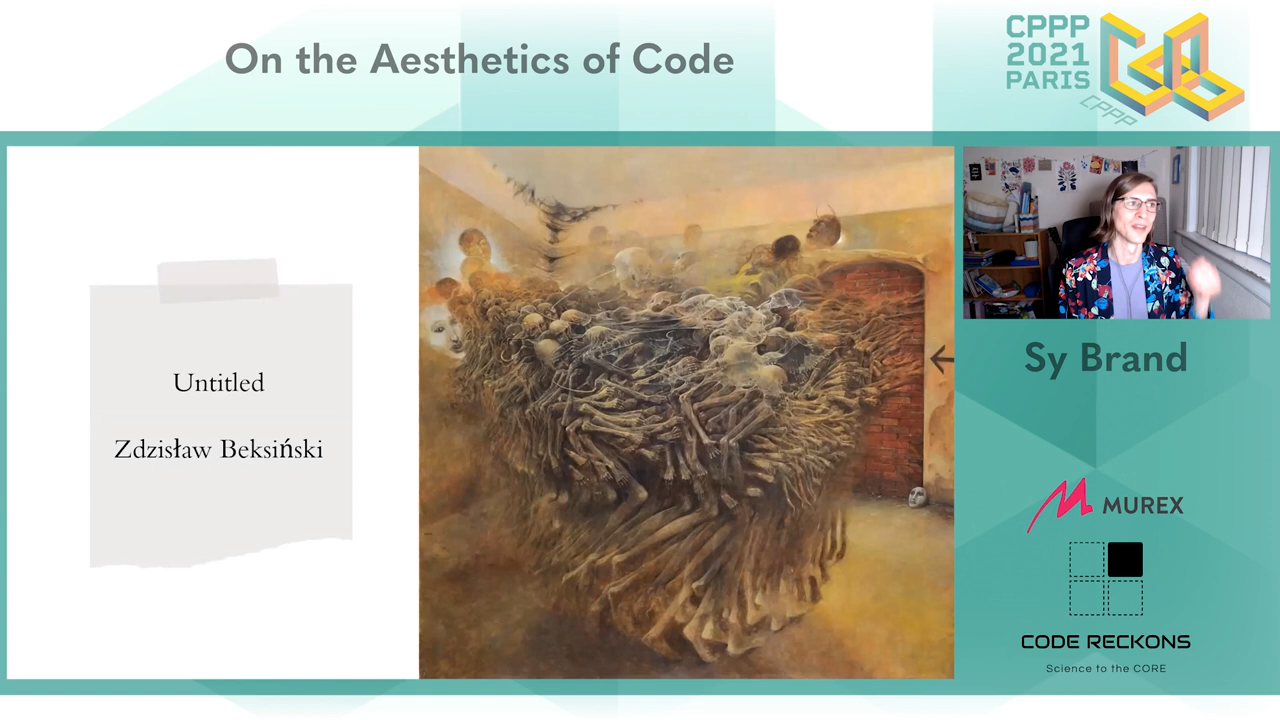 On the Aesthetics of Code
CPPP
2021
PARIS
CPPP
Untitled
Zdzisław Beksiński
Sy Brand
MUREX
CODE RECKONS
Science to the CORE